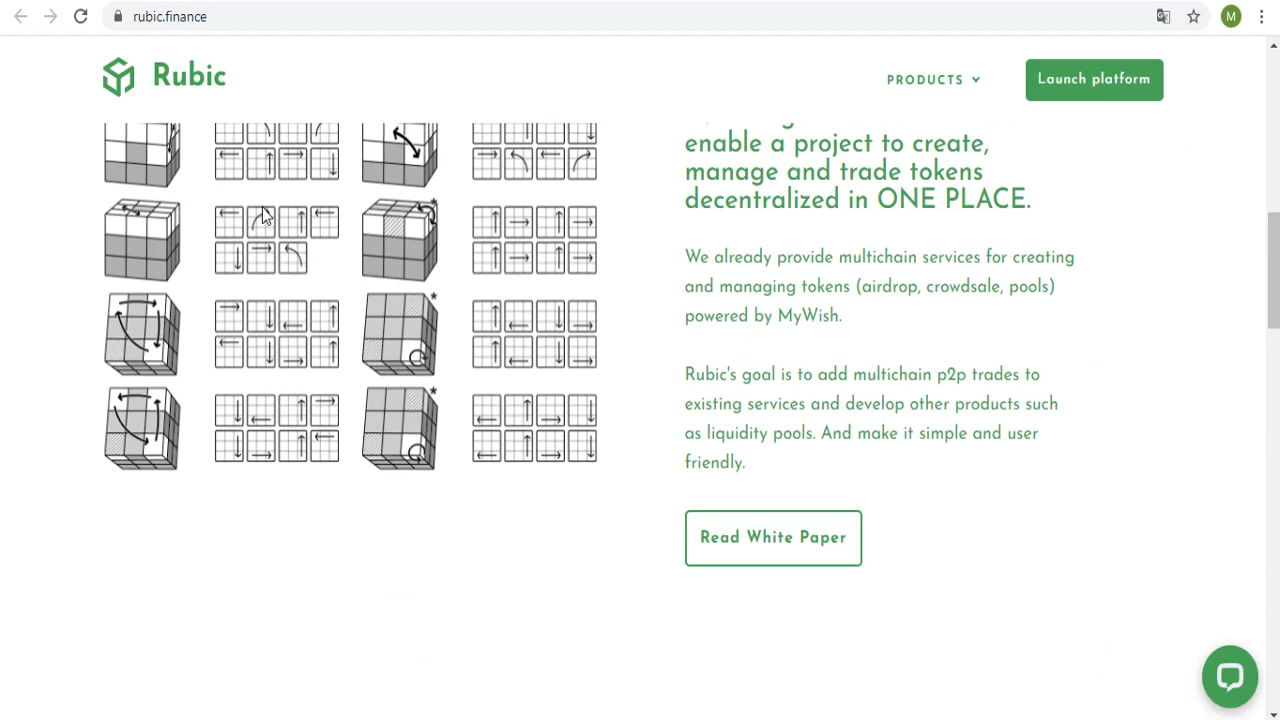 rubic.finance
M
Rubic
PRODUCTS
Launch platform
enable a project to create,
manage and trade tokens
decentralized in ONE PLACE.
We already provide multichain services for creating
and managing tokens (airdrop, crowdsale, pools)
powered by MyWish.
Rubic's goal is to add multichain p2p trades to
existing services and develop other products such
as liquidity pools. And make it simple and user
friendly.
Read White Paper